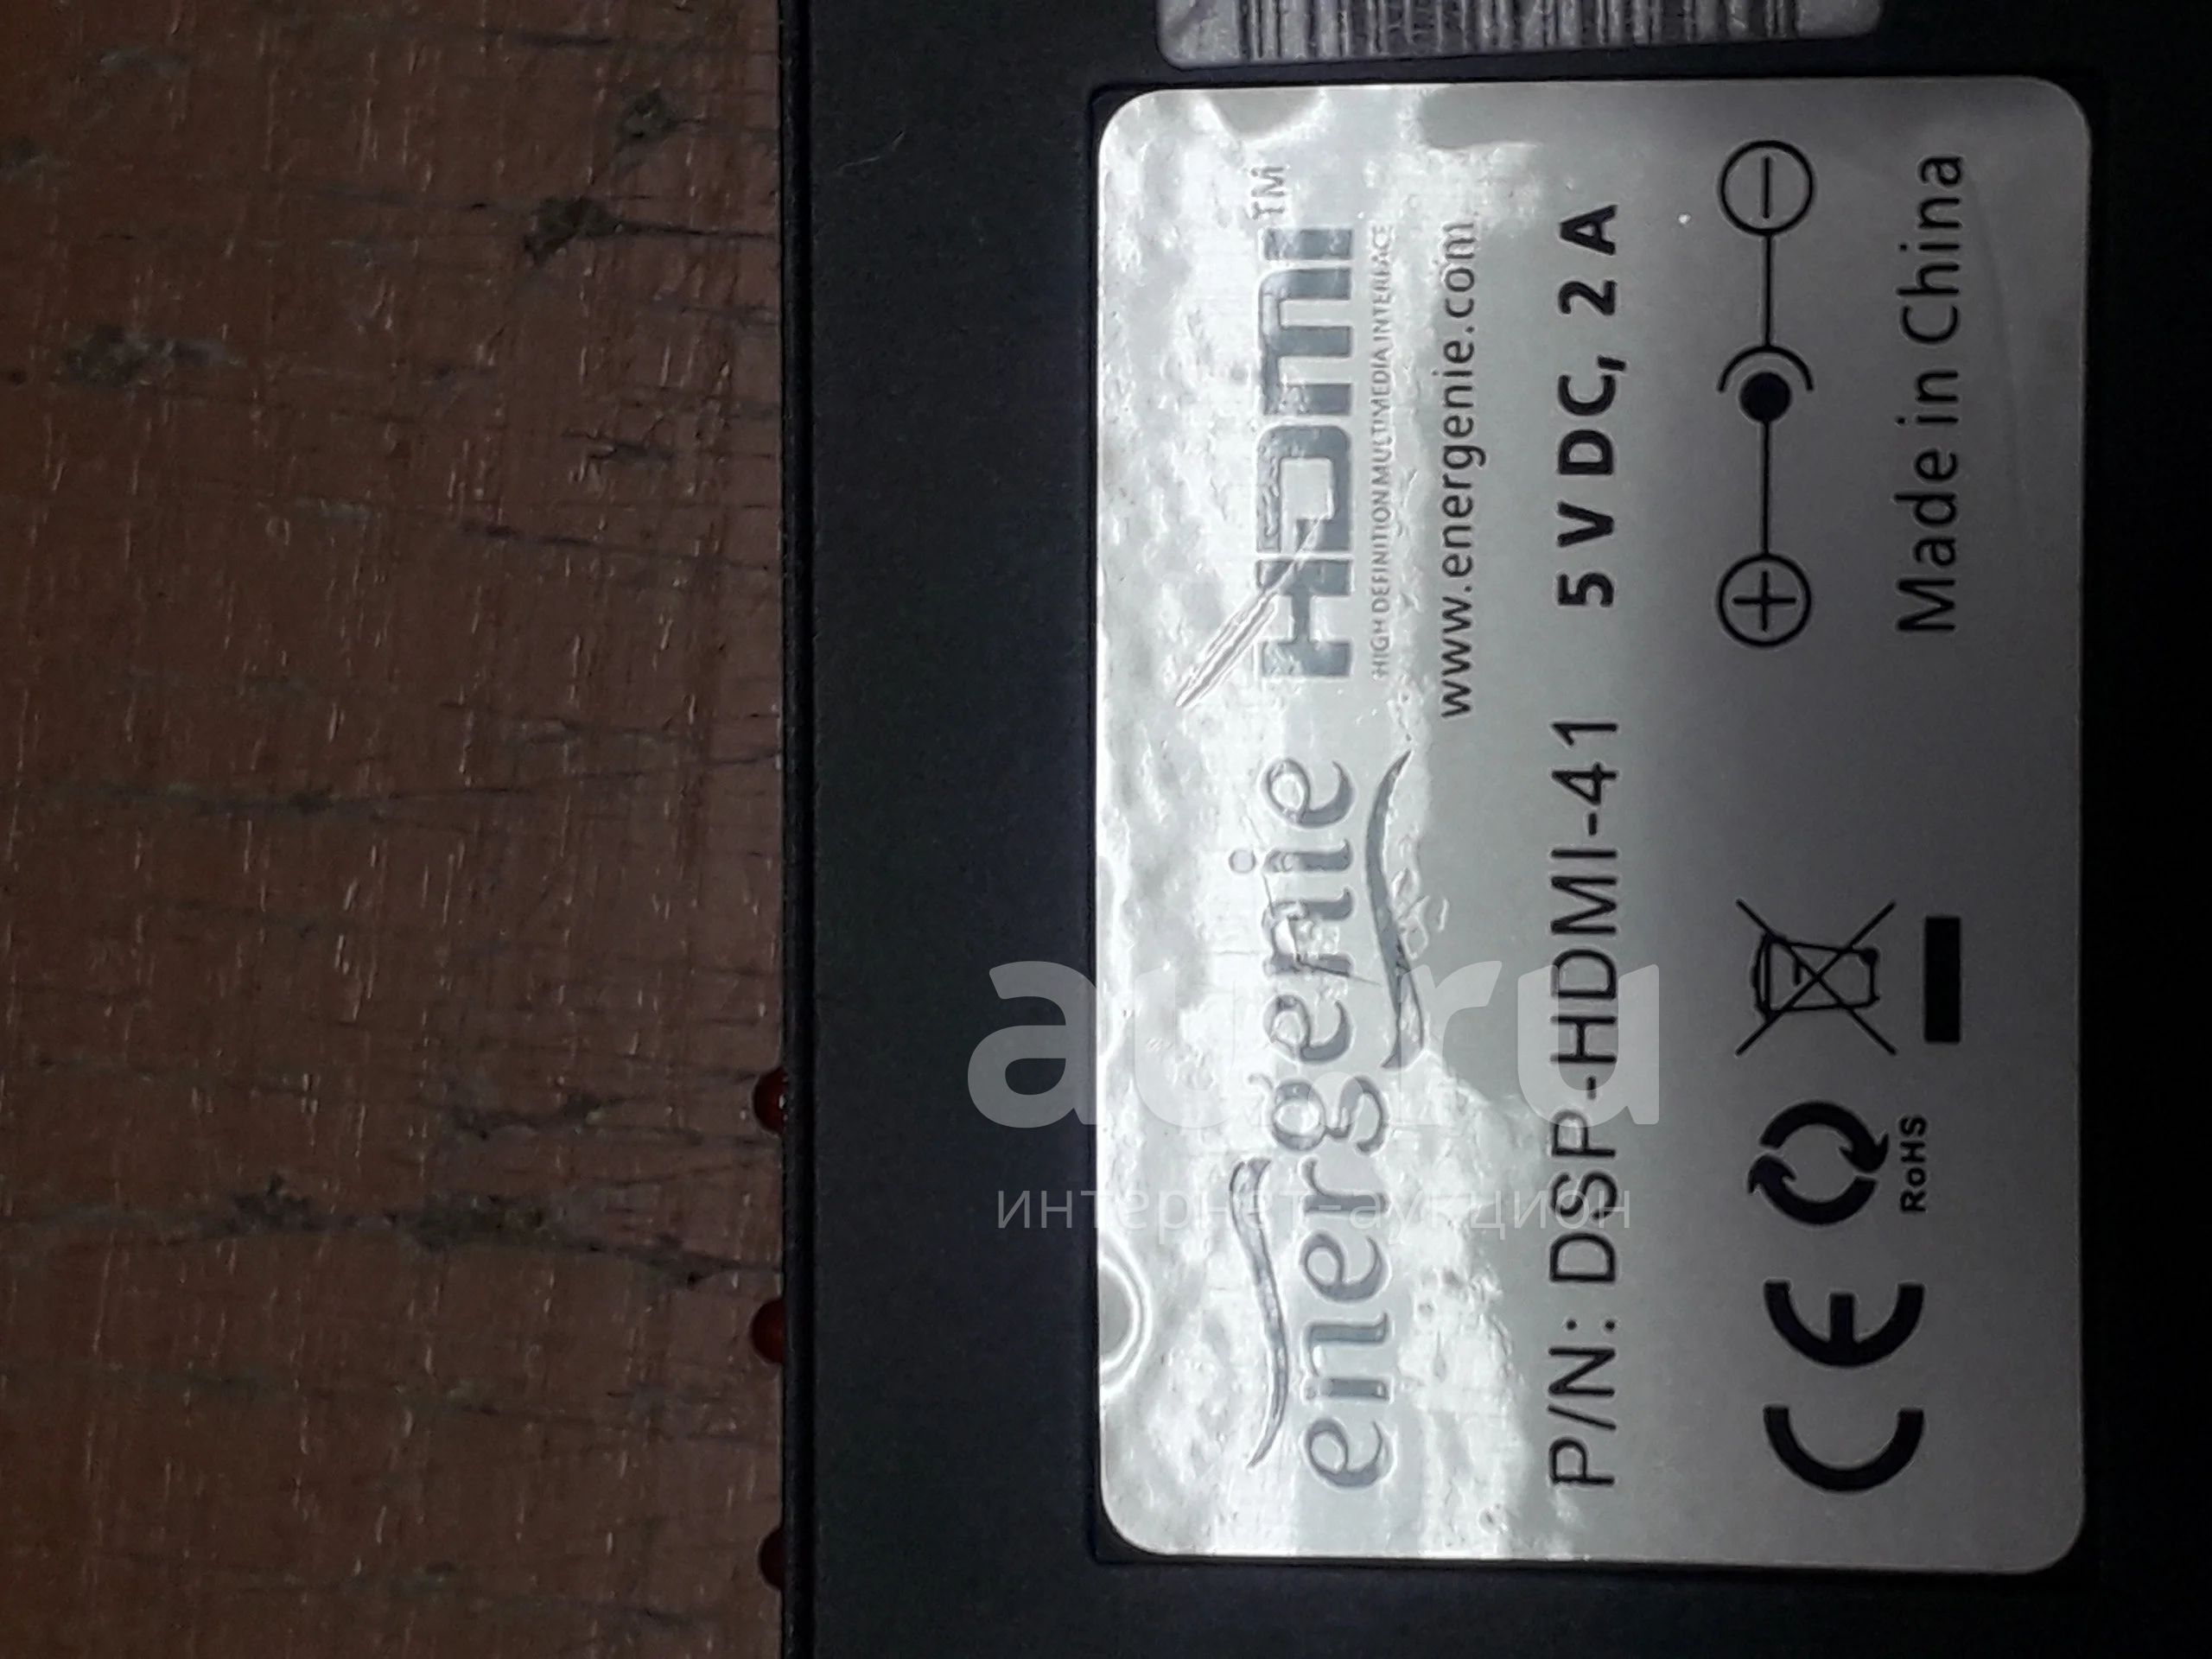 energenie HDMI™
HIGH DEFINITION MULTIMEDIA INTERFACE
www.energenie.com
P/N: DSP-HDMI-41 5 V DC, 2 A
CE
RoHS
Made in China
au.ru
интернет-аукцион